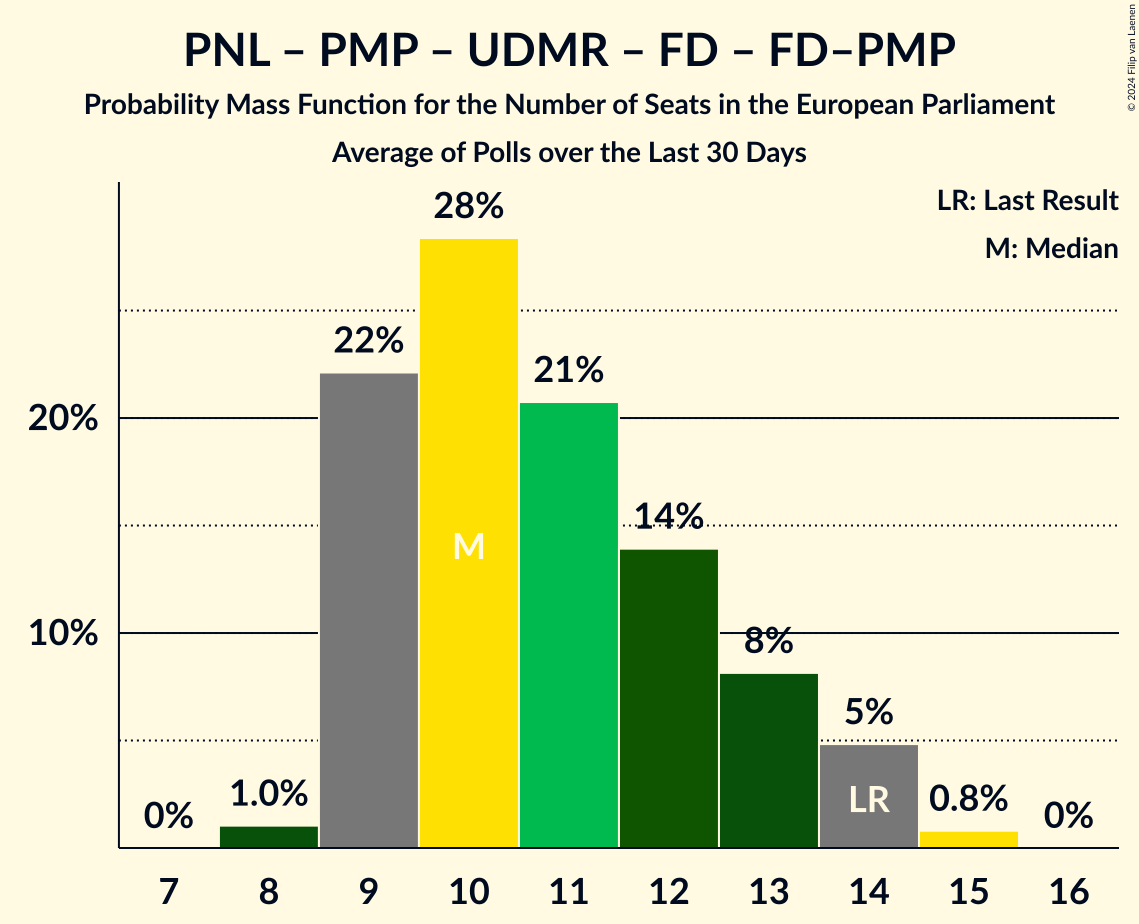 PNL – PMP – UDMR – FD – FD–PMP
Probability Mass Function for the Number of Seats in the European Parliament
Average of Polls over the Last 30 Days
© 2024 Filip van Laenen
LR: Last Result
M: Median
28%
22%
21%
20%
14%
M
10%
8%
5%
1.0%
LR
0.8%
0%
0%
7 8 9 10 11 12 13 14 15 16